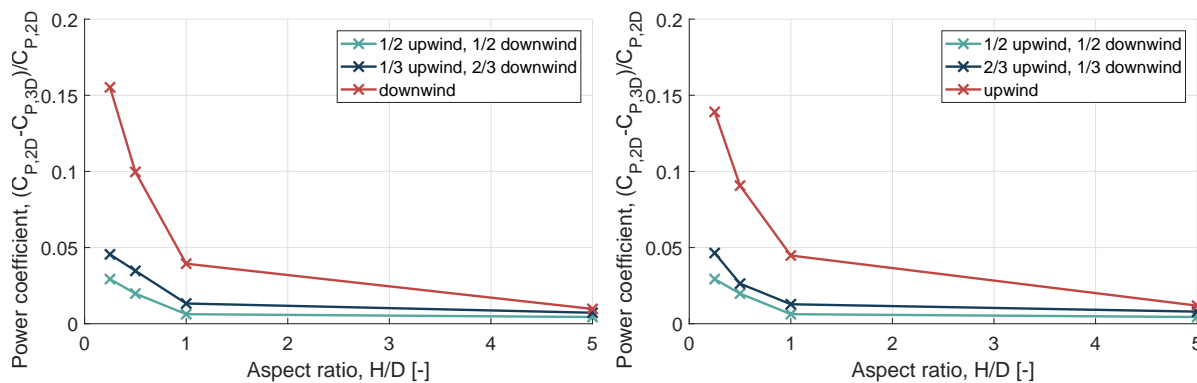 Power coefficient, (C_P,2D-C_P,3D)/C_P,2D
0.2
0.15
0.1
0.05
0
0 1 2 3 4 5
Aspect ratio, H/D [-]
1/2 upwind, 1/2 downwind
1/3 upwind, 2/3 downwind
downwind
Power coefficient, (C_P,2D-C_P,3D)/C_P,2D
0.2
0.15
0.1
0.05
0
0 1 2 3 4 5
Aspect ratio, H/D [-]
1/2 upwind, 1/2 downwind
2/3 upwind, 1/3 downwind
upwind